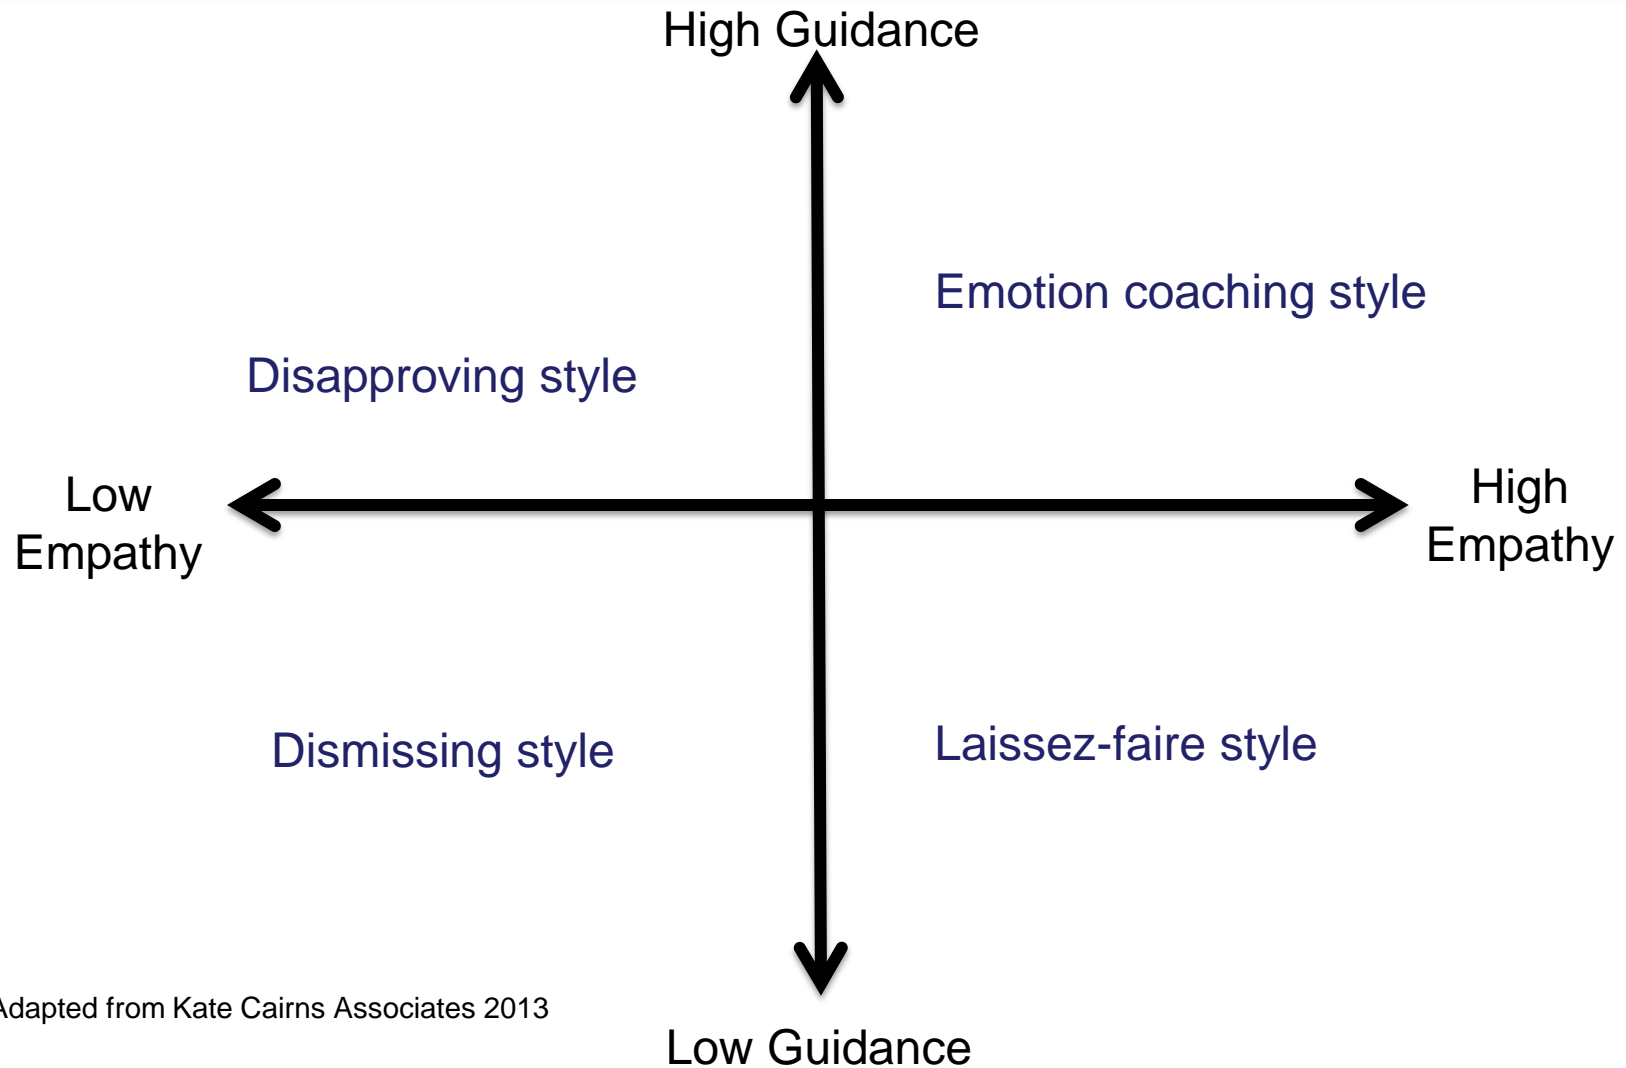 High Guidance
Emotion coaching style
Disapproving style
Low
Empathy
High
Empathy
Dismissing style
Laissez-faire style
Adapted from Kate Cairns Associates 2013
Low Guidance